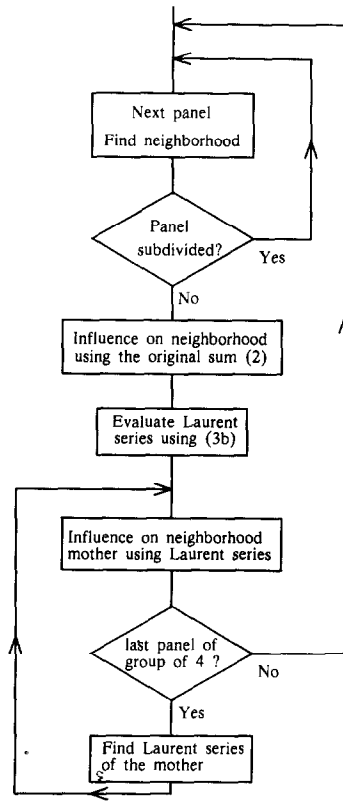 Next panel
Find neighborhood
Panel
subdivided?
Yes
No
Influence on neighborhood
using the original sum (2)
Evaluate Laurent
series using (3b)
Influence on neighborhood
mother using Laurent series
last panel of
group of 4 ?
No
Yes
Find Laurent series
of the mother